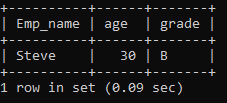 +----------+------+-------+
| Emp_name | age | grade |
+----------+------+-------+
| Steve | 30 | B |
+----------+------+-------+
1 row in set (0.09 sec)